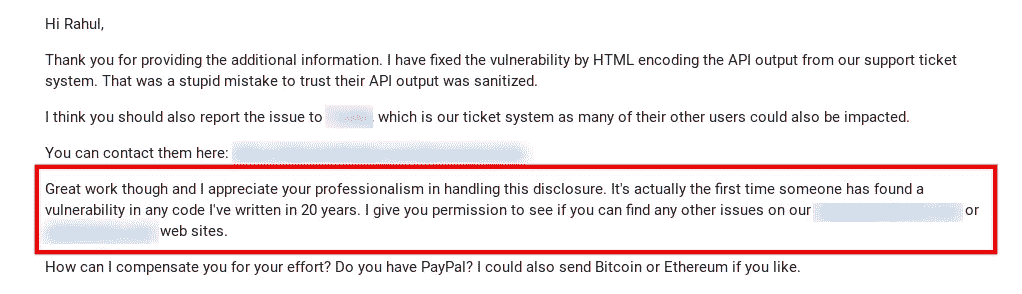 Hi Rahul,
Thank you for providing the additional information. I have fixed the vulnerability by HTML encoding the API output from our support ticket
system. That was a stupid mistake to trust their API output was sanitized.
I think you should also report the issue to which is our ticket system as many of their other users could also be impacted.
You can contact them here:
Great work though and I appreciate your professionalism in handling this disclosure. It's actually the first time someone has found a
vulnerability in any code I've written in 20 years. I give you permission to see if you can find any other issues on our or
web sites.
How can I compensate you for your effort? Do you have PayPal? I could also send Bitcoin or Ethereum if you like.